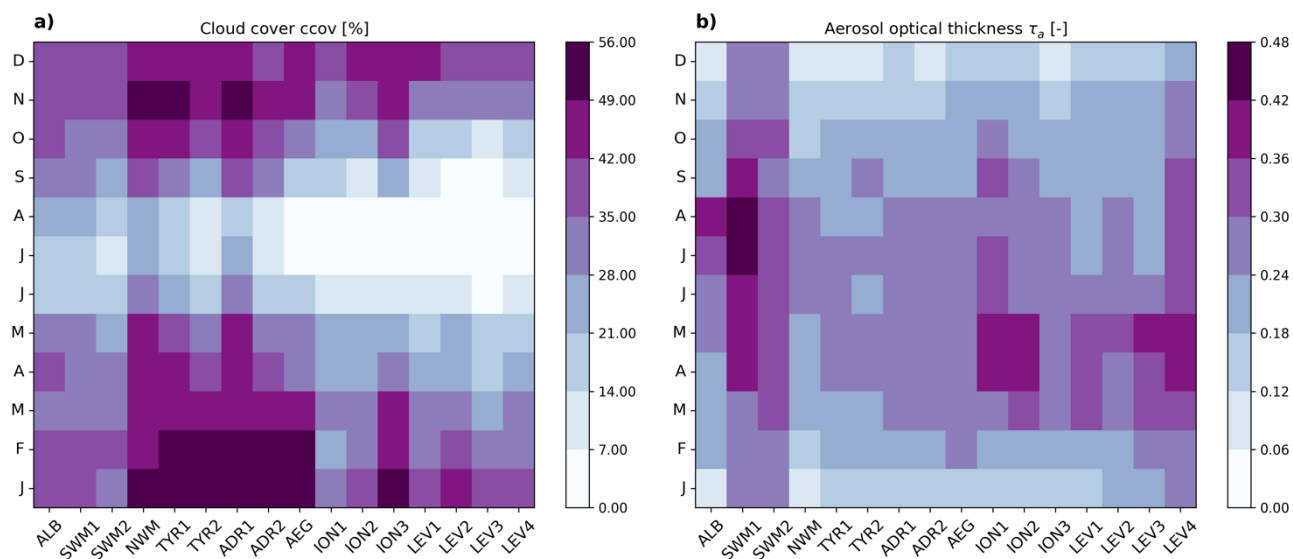 a)
Cloud cover ccov [%]
D
N
O
S
A
J
J
M
A
M
F
J
ALB
SWM1
SWM2
NWM
TYR1
TYR2
ADR1
ADR2
AEG
ION1
ION2
ION3
LEV1
LEV2
LEV3
LEV4
56.00
49.00
42.00
35.00
28.00
21.00
14.00
7.00
0.00
b)
Aerosol optical thickness τa [-]
D
N
O
S
A
J
J
M
A
M
F
J
ALB
SWM1
SWM2
NWM
TYR1
TYR2
ADR1
ADR2
AEG
ION1
ION2
ION3
LEV1
LEV2
LEV3
LEV4
0.48
0.42
0.36
0.30
0.24
0.18
0.12
0.06
0.00